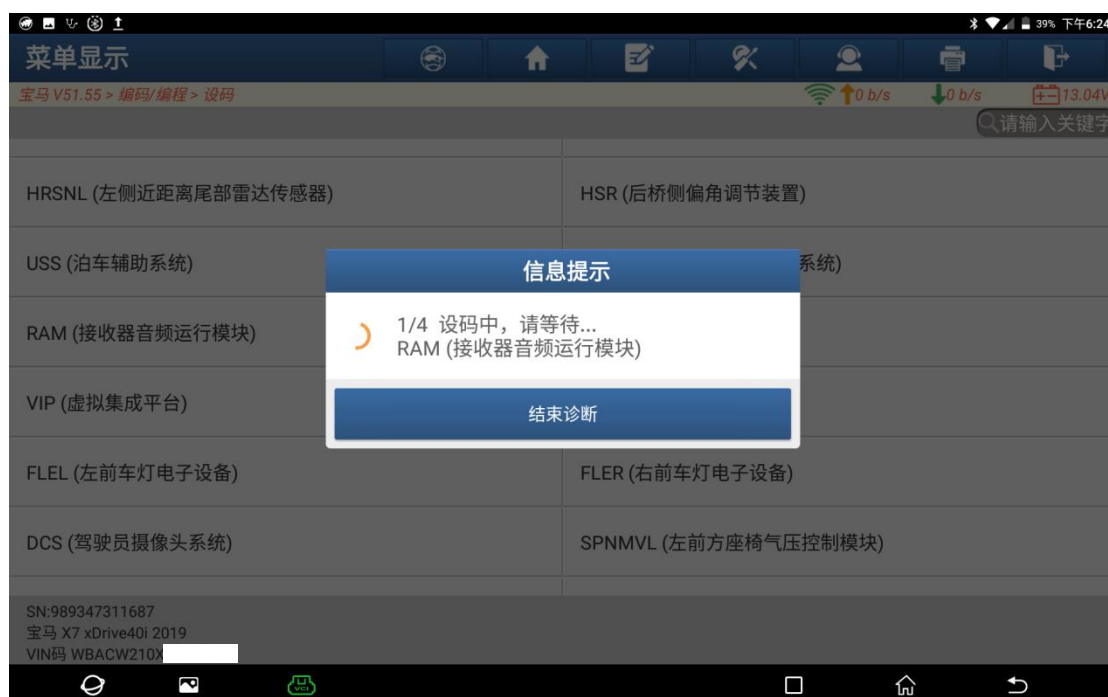 39% 下午6:24
菜单显示
宝马 V51.55 > 编码/编程 > 设码
0 b/s
0 b/s
13.04V
请输入关键字
HRSNL (左侧近距离尾部雷达传感器)
HSR (后桥侧偏角调节装置)
USS (泊车辅助系统)
系统)
信息提示
RAM (接收器音频运行模块)
1/4 设码中，请等待...
RAM (接收器音频运行模块)
VIP (虚拟集成平台)
结束诊断
FLEL (左前车灯电子设备)
FLER (右前车灯电子设备)
DCS (驾驶员摄像头系统)
SPNMVL (左前方座椅气压控制模块)
SN:989347311687
宝马 X7 xDrive40i 2019
VIN码 WBACW210X
VCI